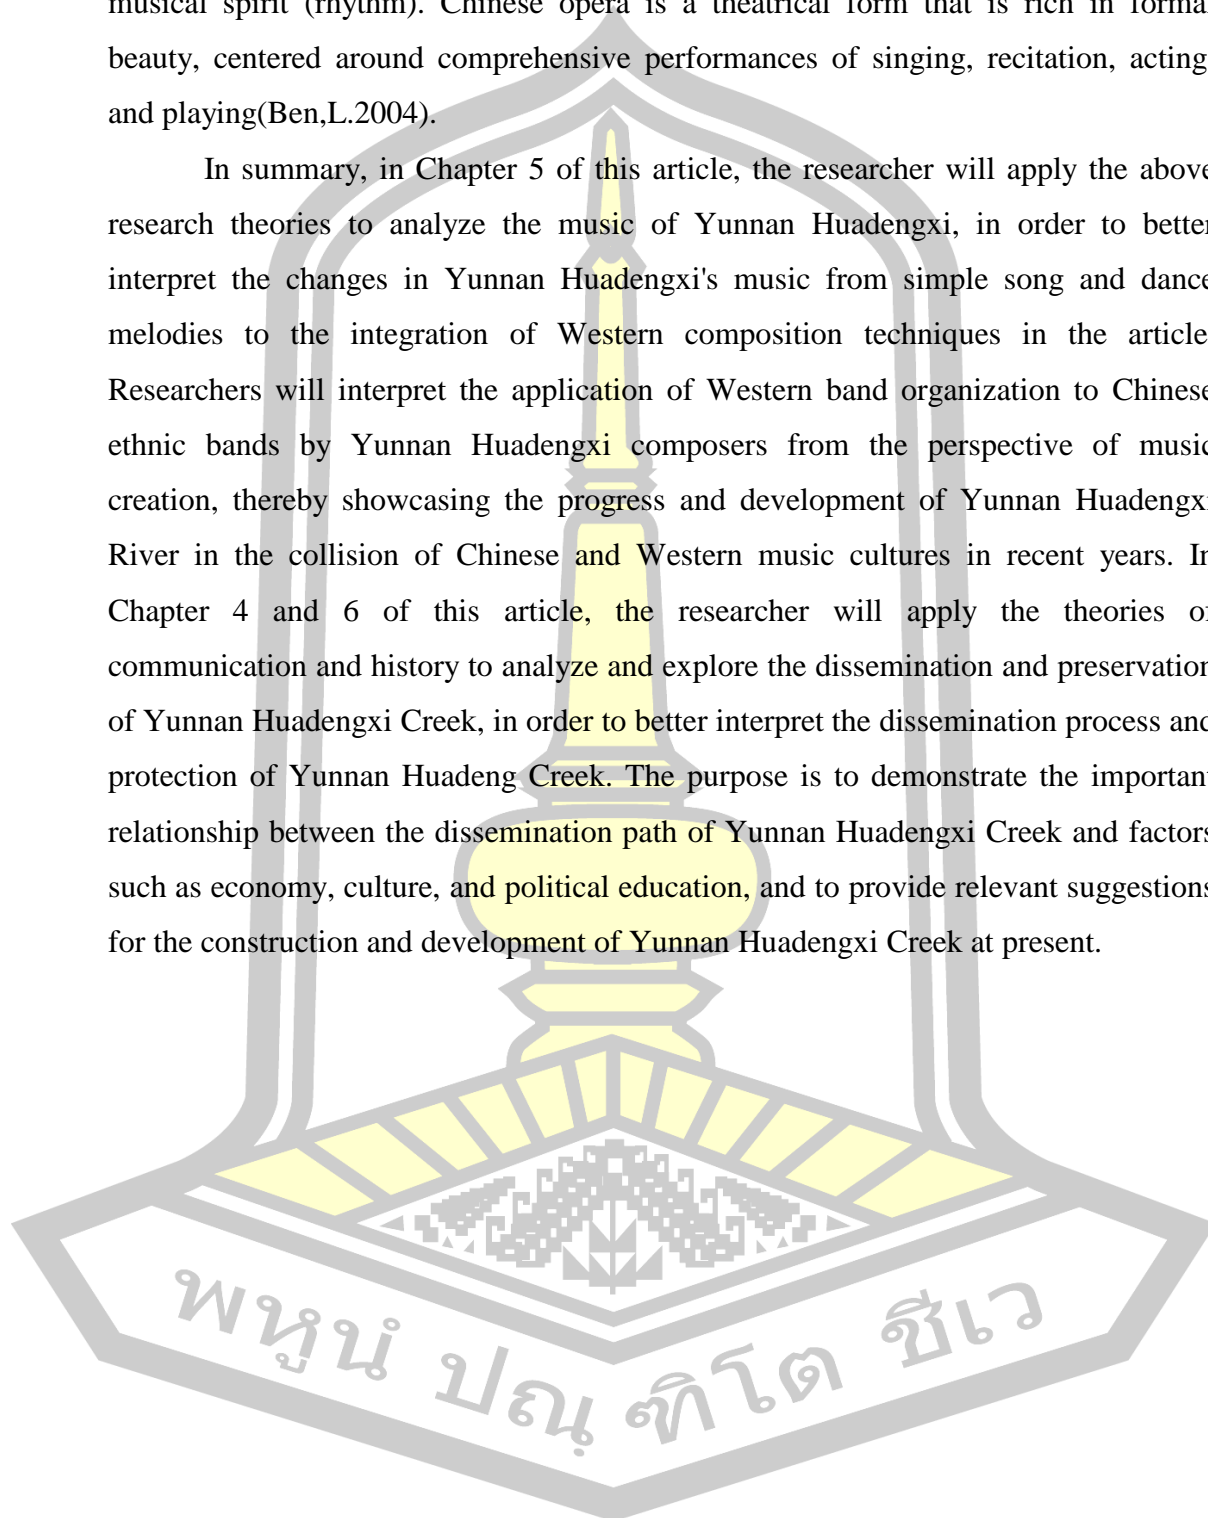 musical spirit (rhythm). Chinese opera is a theatrical form that is rich in formal
beauty, centered around comprehensive performances of singing, recitation, acting
and playing(Ben,L.2004).
In summary, in Chapter 5 of this article, the researcher will apply the above
research theories to analyze the music of Yunnan Huadengxi, in order to better
interpret the changes in Yunnan Huadengxi's music from simple song and dance
melodies to the integration of Western composition techniques in the article
Researchers will interpret the application of Western band organization to Chinese
ethnic bands by Yunnan Huadengxi composers from the perspective of music
creation, thereby showcasing the progress and development of Yunnan Huadengxi
River in the collision of Chinese and Western music cultures in recent years. In
Chapter 4 and 6 of this article, the researcher will apply the theories of
communication and history to analyze and explore the dissemination and preservation
of Yunnan Huadengxi Creek, in order to better interpret the dissemination process and
protection of Yunnan Huadeng Creek. The purpose is to demonstrate the important
relationship between the dissemination path of Yunnan Huadengxi Creek and factors
such as economy, culture, and political education, and to provide relevant suggestions
for the construction and development of Yunnan Huadengxi Creek at present.
พหูนํ ปณฺฑิโต ชีเว